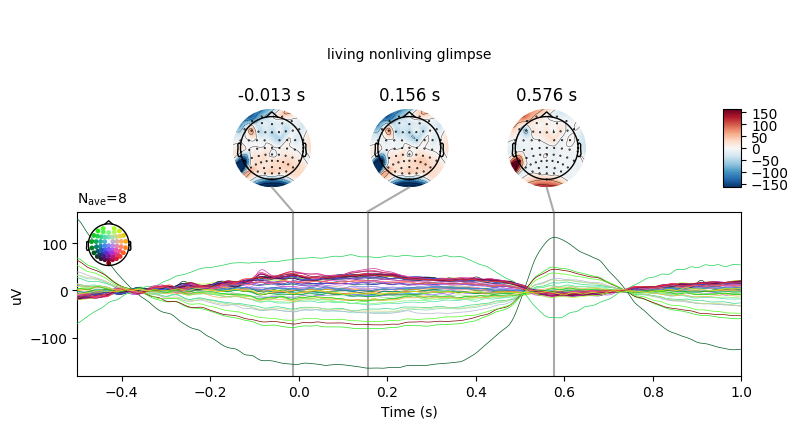 living nonliving glimpse
-0.013 s 0.156 s 0.576 s
150
100
50
0
−50
−100
−150
Nave=8
100
0
−100
uV
−0.4 −0.2 0.0 0.2 0.4 0.6 0.8 1.0
Time (s)